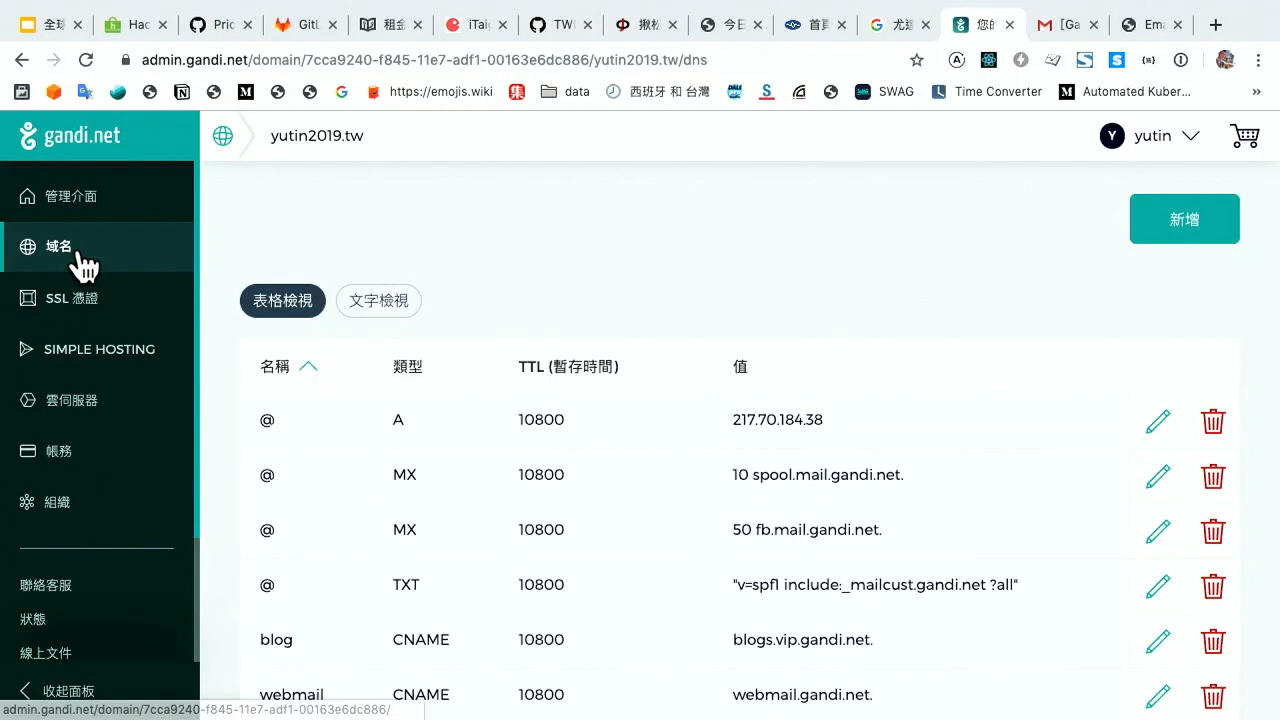 全球
Hac
Pric
GitL
租金
iTaig
TWI
揪松
今日
首頁
尤達
您的
[Ga
Ema
admin.gandi.net/domain/7cca9240-f845-11e7-adf1-00163e6dc886/yutin2019.tw/dns
https://emojis.wiki
data
西班牙 和 台灣
SWAG
Time Converter
Automated Kuber...
»
gandi.net
yutin2019.tw
Y yutin
管理介面
域名
SSL 憑證
SIMPLE HOSTING
雲伺服器
帳務
組織
聯絡客服
狀態
線上文件
收起面板
新增
表格檢視 文字檢視
名稱 類型 TTL (暫存時間) 值
@ A 10800 217.70.184.38
@ MX 10800 10 spool.mail.gandi.net.
@ MX 10800 50 fb.mail.gandi.net.
@ TXT 10800 "v=spf1 include:_mailcust.gandi.net ?all"
blog CNAME 10800 blogs.vip.gandi.net.
webmail CNAME 10800 webmail.gandi.net.
admin.gandi.net/domain/7cca9240-f845-11e7-adf1-00163e6dc886/